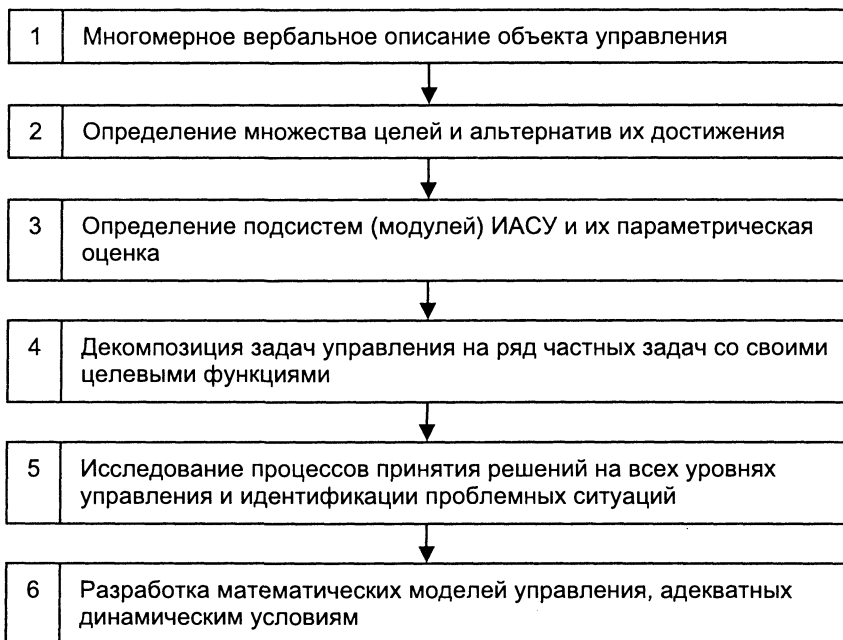 1 Многомерное вербальное описание объекта управления
2 Определение множества целей и альтернатив их достижения
3 Определение подсистем (модулей) ИАСУ и их параметрическая
оценка
4 Декомпозиция задач управления на ряд частных задач со своими
целевыми функциями
5 Исследование процессов принятия решений на всех уровнях
управления и идентификации проблемных ситуаций
6 Разработка математических моделей управления, адекватных
динамическим условиям